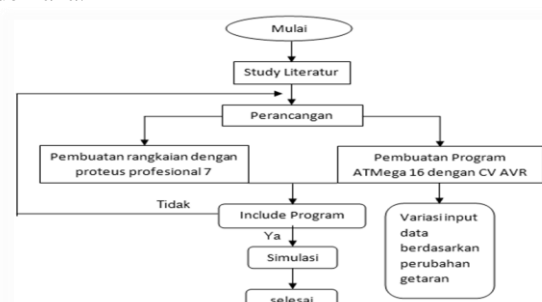 Mulai
Study Literatur
Perancangan
Pembuatan rangkaian dengan
proteus profesional 7
Pembuatan Program
ATMega 16 dengan CV AVR
Tidak
Include Program
Ya
Variasi input
data
berdasarkan
perubahan
getaran
Simulasi
selesai